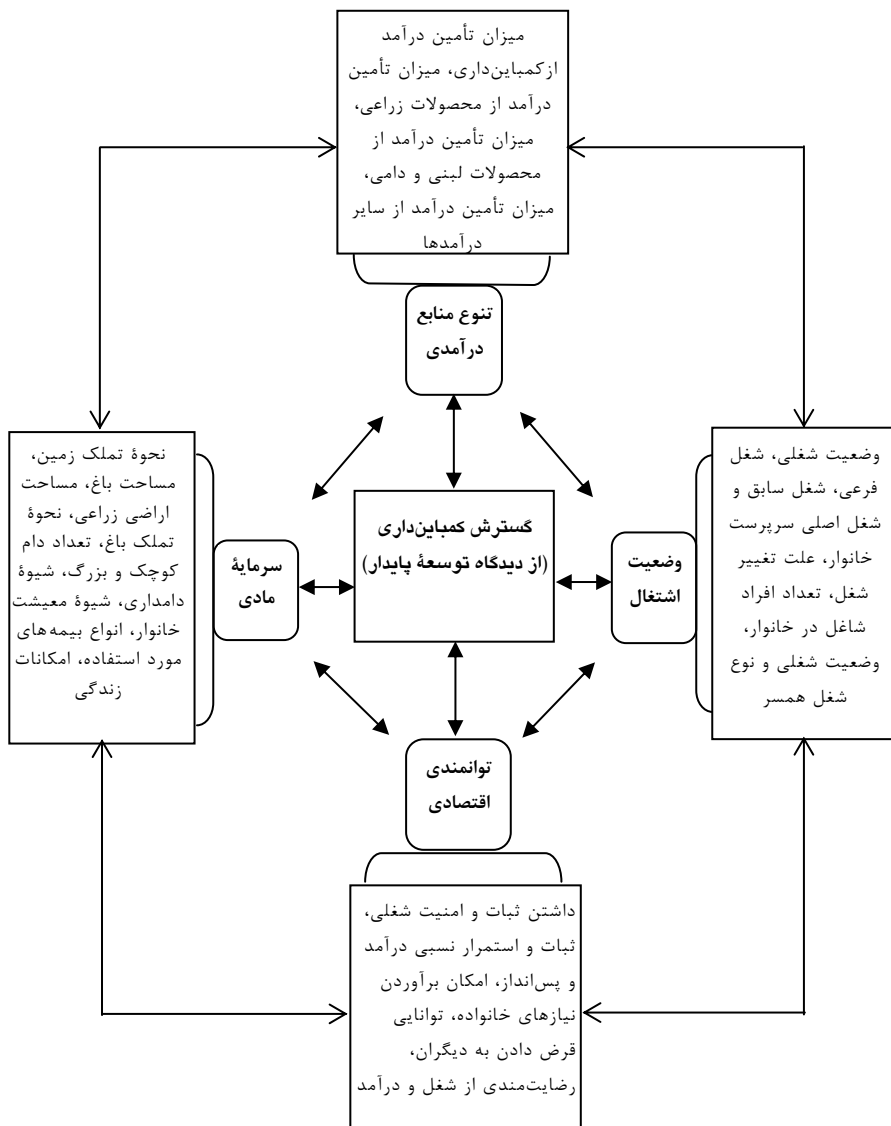 میزان تأمین درآمد
ازکمباین‌داری، میزان تأمین
درآمد از محصولات زراعی،
میزان تأمین درآمد از
محصولات لبنی و دامی،
میزان تأمین درآمد از سایر
درآمدها
تنوع منابع
درآمدی
وضعیت شغلی، شغل
فرعی، شغل سابق و
شغل اصلی سرپرست
خانوار، علت تغییر
شغل، تعداد افراد
شاغل در خانوار،
وضعیت شغلی و نوع
شغل همسر
وضعیت
اشتغال
گسترش کمباین‌داری
(از دیدگاه توسعۀ پایدار)
سرمایۀ
مادی
نحوۀ تملک زمین،
مساحت باغ، مساحت
اراضی زراعی، نحوۀ
تملک باغ، تعداد دام
کوچک و بزرگ، شیوۀ
دامداری، شیوۀ معیشت
خانوار، انواع بیمه‌های
مورد استفاده، امکانات
زندگی
توانمندی
اقتصادی
داشتن ثبات و امنیت شغلی،
ثبات و استمرار نسبی درآمد
و پس‌انداز، امکان برآوردن
نیازهای خانواده، توانایی
قرض دادن به دیگران،
رضایت‌مندی از شغل و درآمد